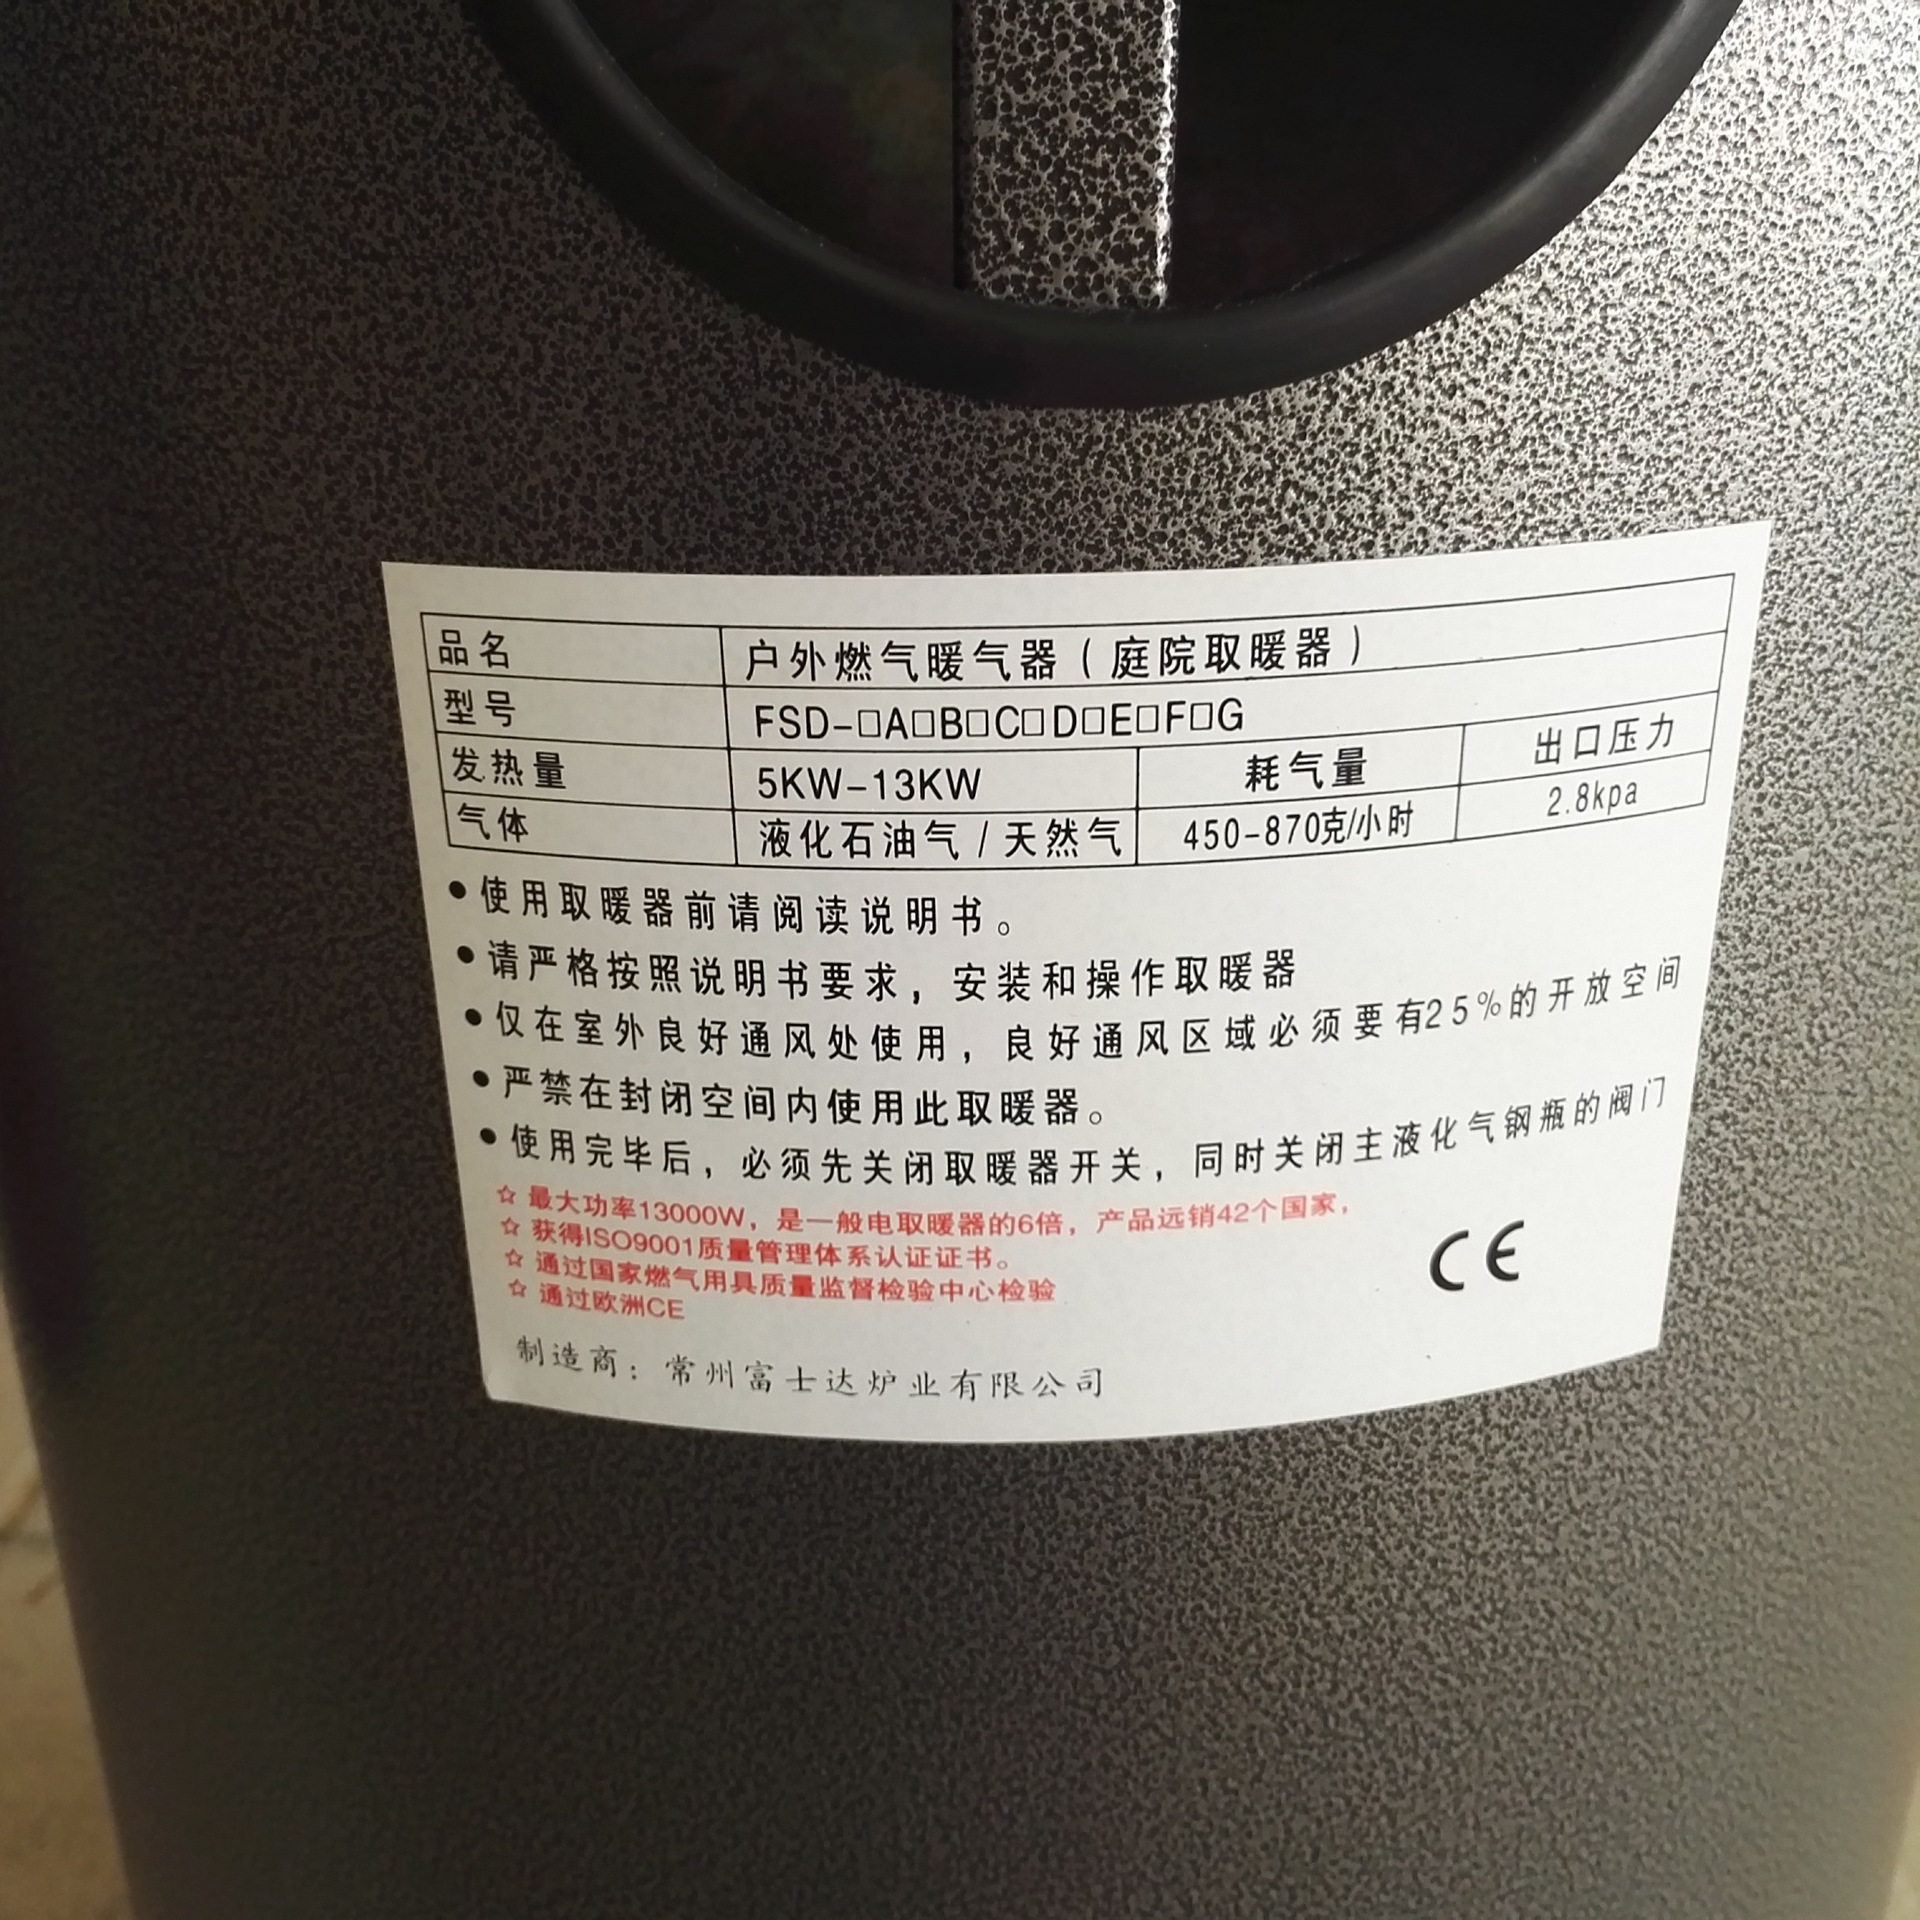 品名 户外燃气暖气器（庭院取暖器）
型号 FSD-□A□B□C□D□E□F□G
发热量 5KW-13KW 耗气量 出口压力
气体 液化石油气/天然气 450-870克/小时 2.8kpa
●使用取暖器前请阅读说明书。
●请严格按照说明书要求，安装和操作取暖器
●仅在室外良好通风处使用，良好通风区域必须要有25%的开放空间
●严禁在封闭空间内使用此取暖器。
●使用完毕后，必须先关闭取暖器开关，同时关闭主液化气钢瓶的阀门
☆最大功率13000W，是一般电取暖器的6倍，产品远销42个国家，
☆获得ISO9001质量管理体系认证证书。
☆通过国家燃气用具质量监督检验中心检验
☆通过欧洲CE
CE
制造商：常州富士达炉业有限公司